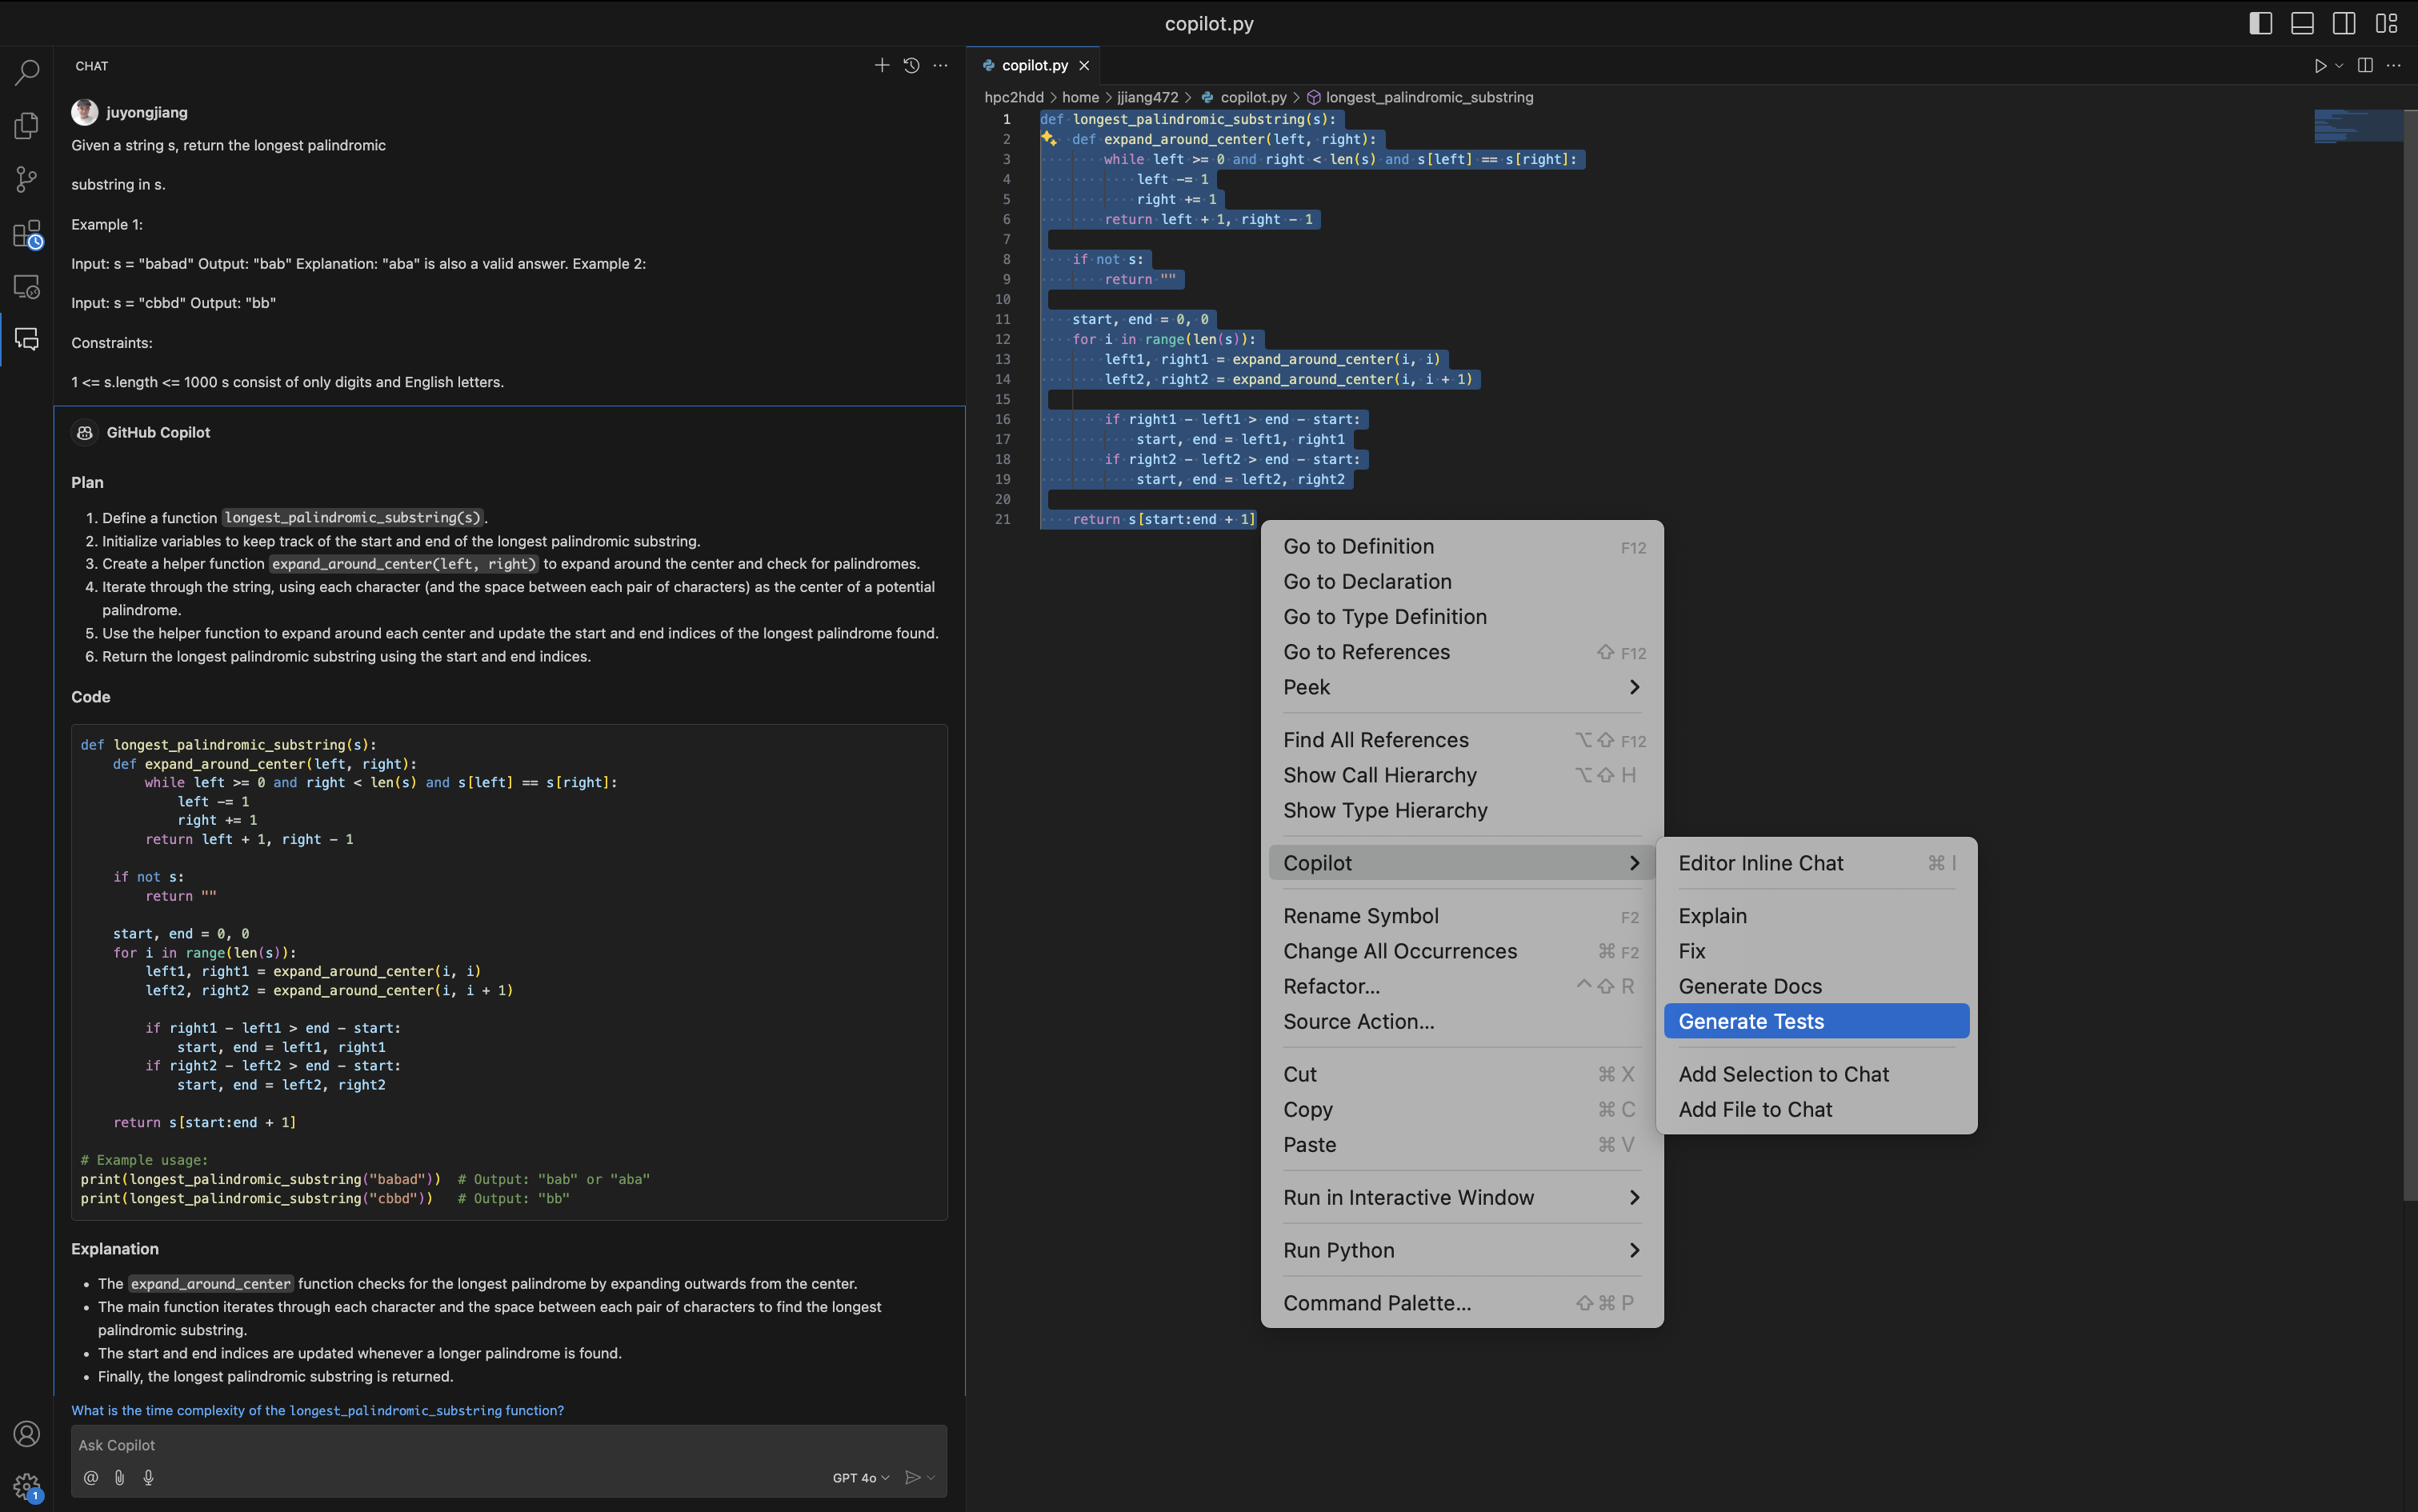 copilot.py
CHAT
juyongjiang
Given a string s, return the longest palindromic
substring in s.
Example 1:
Input: s = "babad" Output: "bab" Explanation: "aba" is also a valid answer. Example 2:
Input: s = "cbbd" Output: "bb"
Constraints:
1 <= s.length <= 1000 s consist of only digits and English letters.
GitHub Copilot
Plan
1. Define a function longest_palindromic_substring(s).
2. Initialize variables to keep track of the start and end of the longest palindromic substring.
3. Create a helper function expand_around_center(left, right) to expand around the center and check for palindromes.
4. Iterate through the string, using each character (and the space between each pair of characters) as the center of a potential
palindrome.
5. Use the helper function to expand around each center and update the start and end indices of the longest palindrome found.
6. Return the longest palindromic substring using the start and end indices.
Code
def longest_palindromic_substring(s):
    def expand_around_center(left, right):
        while left >= 0 and right < len(s) and s[left] == s[right]:
            left -= 1
            right += 1
        return left + 1, right - 1
    if not s:
        return ""
    start, end = 0, 0
    for i in range(len(s)):
        left1, right1 = expand_around_center(i, i)
        left2, right2 = expand_around_center(i, i + 1)
        if right1 - left1 > end - start:
            start, end = left1, right1
        if right2 - left2 > end - start:
            start, end = left2, right2
    return s[start:end + 1]
# Example usage:
print(longest_palindromic_substring("babad"))  # Output: "bab" or "aba"
print(longest_palindromic_substring("cbbd"))   # Output: "bb"
Explanation
• The expand_around_center function checks for the longest palindrome by expanding outwards from the center.
• The main function iterates through each character and the space between each pair of characters to find the longest
palindromic substring.
• The start and end indices are updated whenever a longer palindrome is found.
• Finally, the longest palindromic substring is returned.
What is the time complexity of the longest_palindromic_substring function?
Ask Copilot
@ GPT 4o
1
copilot.py
hpc2hdd > home > jjiang472 > copilot.py > longest_palindromic_substring
1 def longest_palindromic_substring(s):
2     def expand_around_center(left, right):
3         while left >= 0 and right < len(s) and s[left] == s[right]:
4             left -= 1
5             right += 1
6         return left + 1, right - 1
7
8     if not s:
9         return ""
10
11     start, end = 0, 0
12     for i in range(len(s)):
13         left1, right1 = expand_around_center(i, i)
14         left2, right2 = expand_around_center(i, i + 1)
15
16         if right1 - left1 > end - start:
17             start, end = left1, right1
18         if right2 - left2 > end - start:
19             start, end = left2, right2
20
21     return s[start:end + 1]
Go to Definition F12
Go to Declaration
Go to Type Definition
Go to References ⇧ F12
Peek
Find All References ⌥⇧ F12
Show Call Hierarchy ⌥⇧ H
Show Type Hierarchy
Copilot
Rename Symbol F2
Change All Occurrences ⌘ F2
Refactor... ^⇧ R
Source Action...
Cut ⌘ X
Copy ⌘ C
Paste ⌘ V
Run in Interactive Window
Run Python
Command Palette... ⇧⌘ P
Editor Inline Chat ⌘ I
Explain
Fix
Generate Docs
Generate Tests
Add Selection to Chat
Add File to Chat